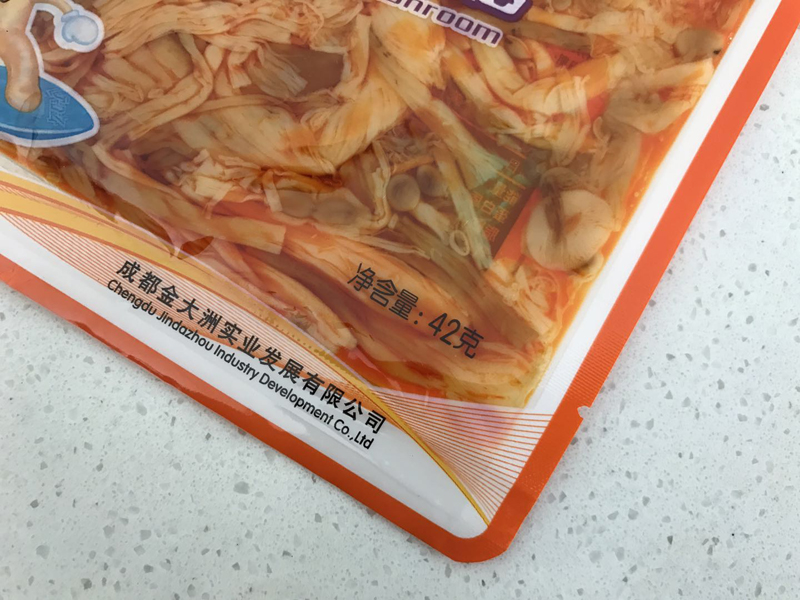 净含量：42克
成都金大洲实业发展有限公司
Chengdu Jindazhou Industry Development Co.,Ltd